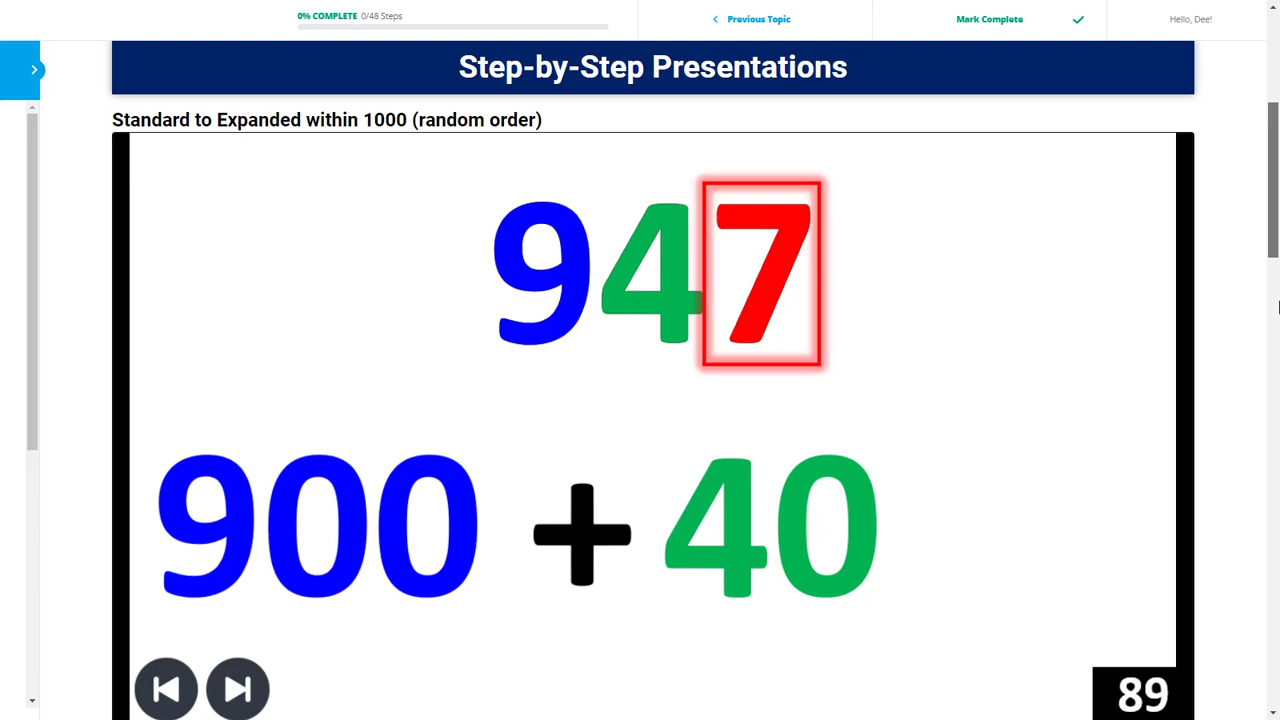 0% COMPLETE 0/48 Steps
Previous Topic
Mark Complete
Hello, Dee!
Step-by-Step Presentations
Standard to Expanded within 1000 (random order)
947
900 + 40
89